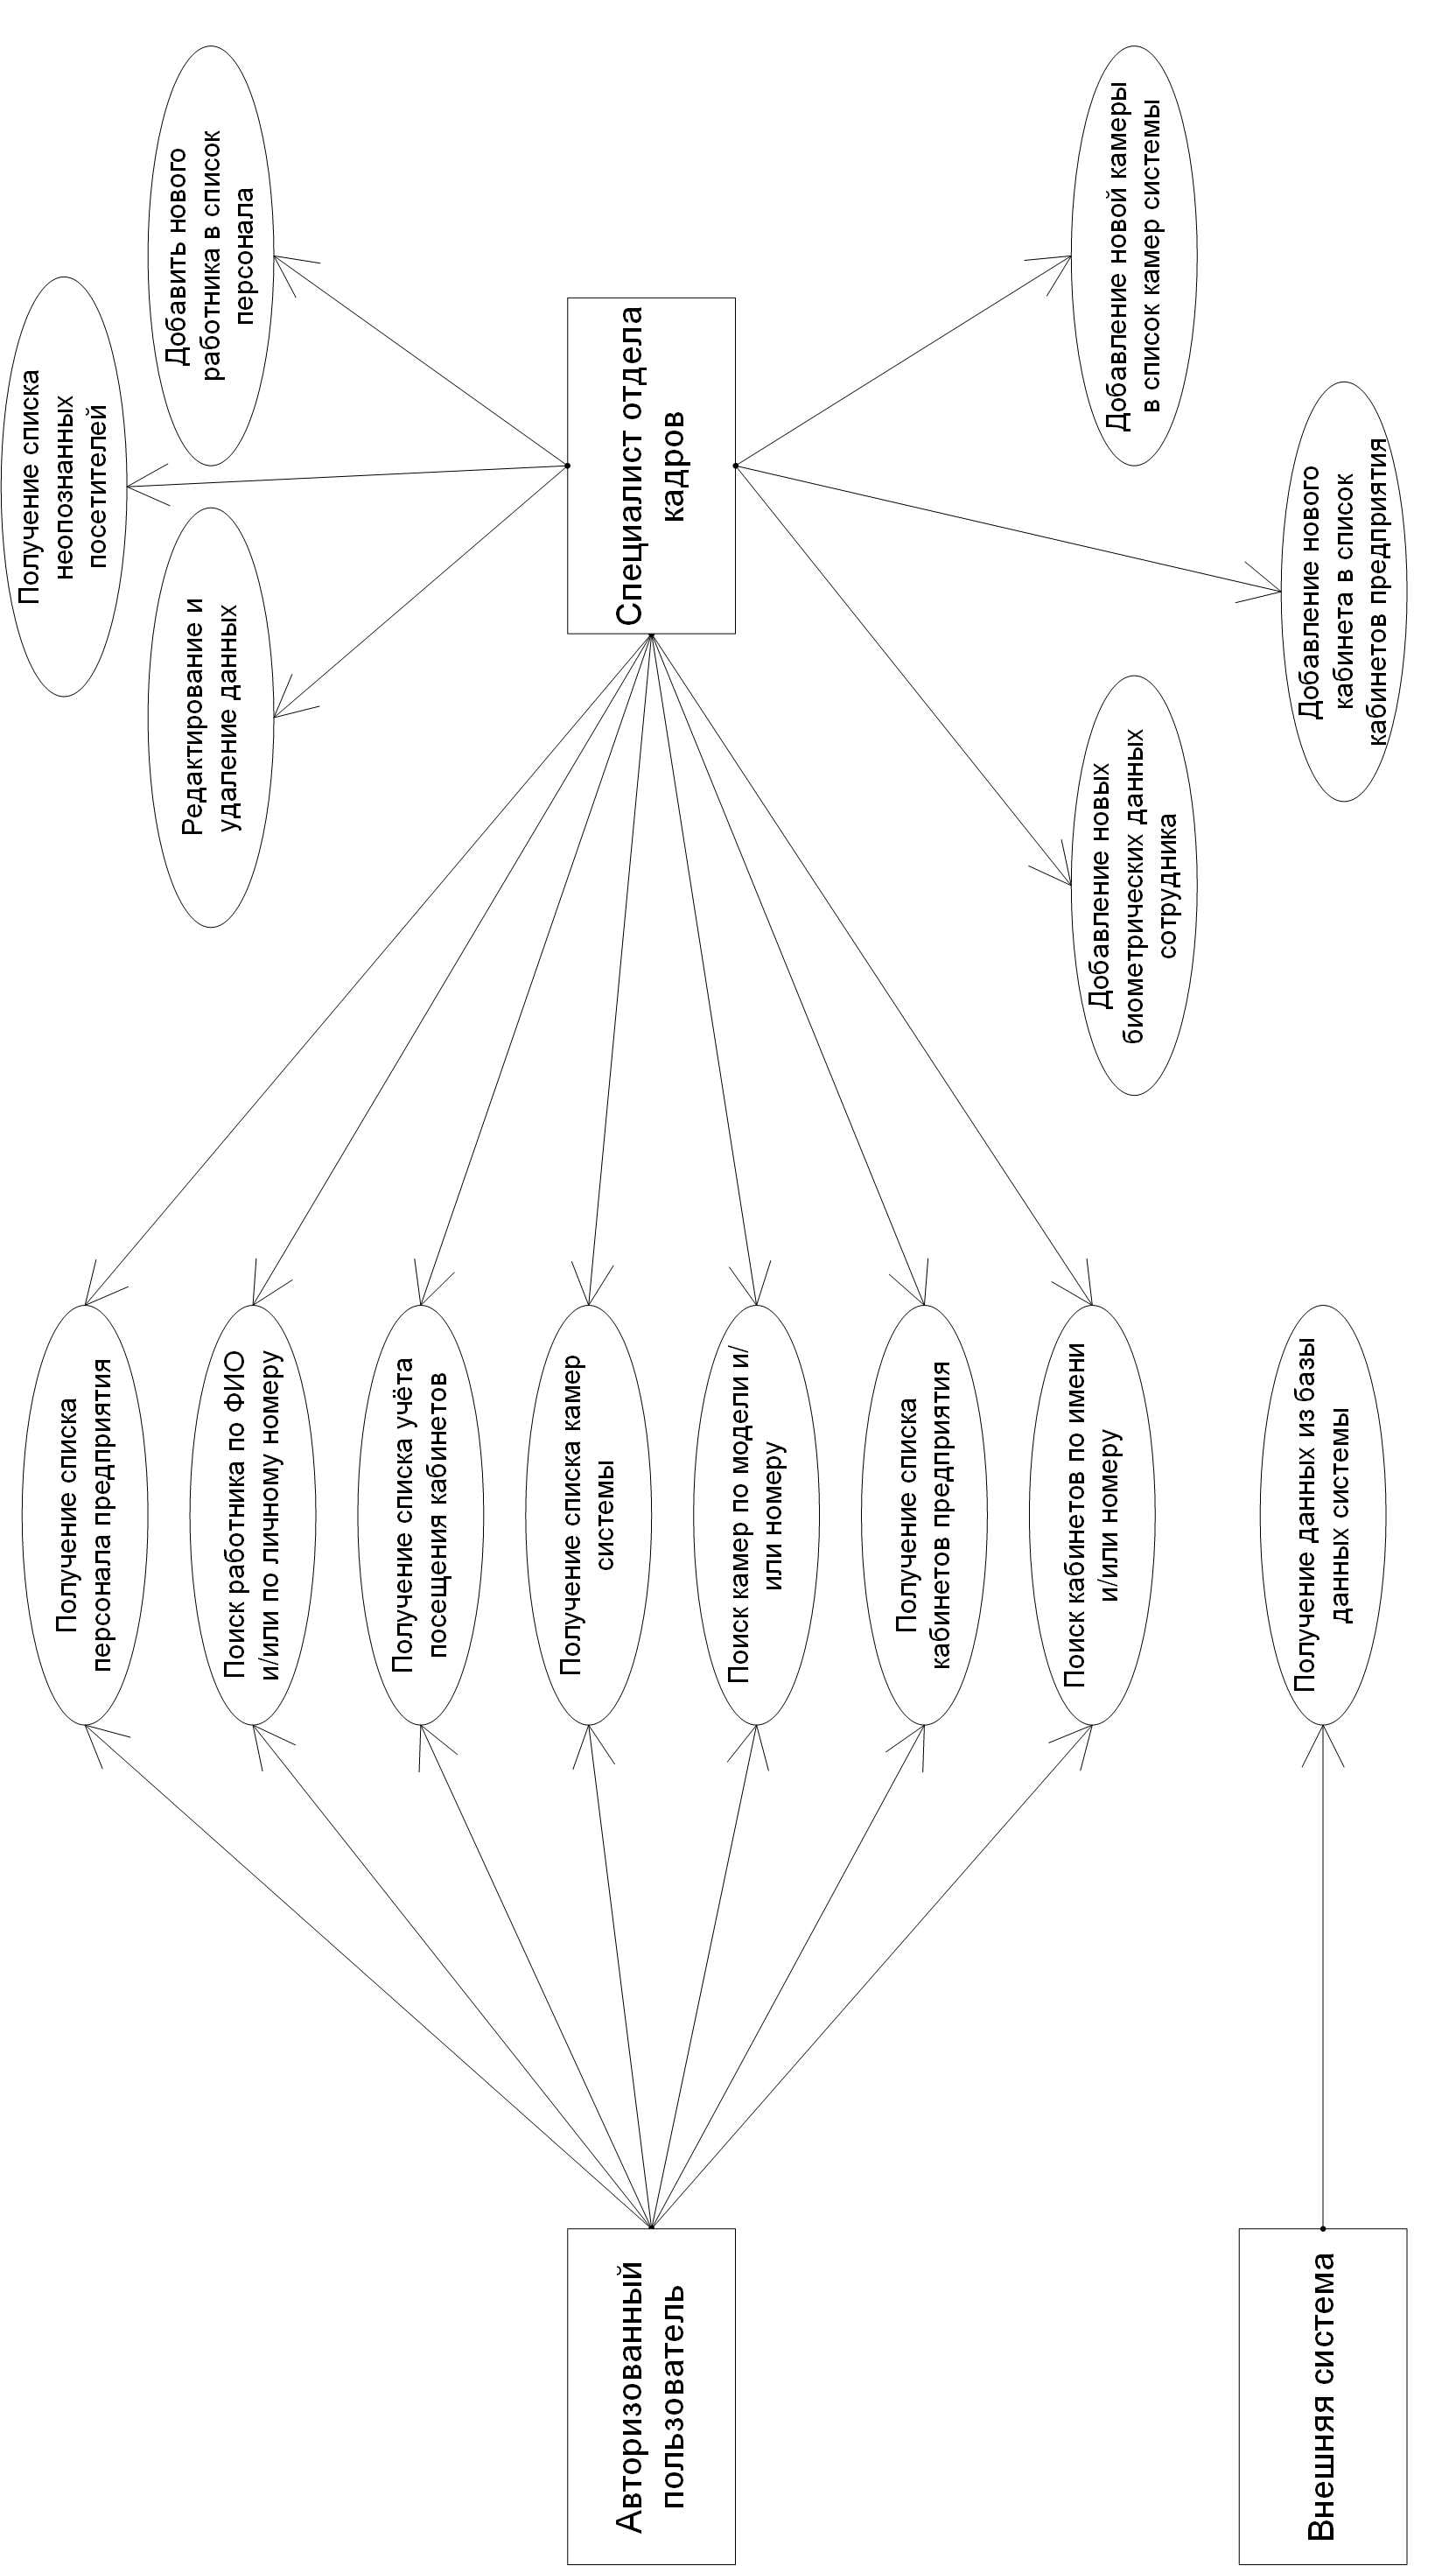 Получение списка
неопознанных
посетителей
Добавить нового
работника в список
персонала
Редактирование и
удаление данных
Специалист отдела
кадров
Добавление новой камеры
в список камер системы
Добавление нового
кабинета в список
кабинетов предприятия
Добавление новых
биометрических данных
сотрудника
Получение списка
персонала предприятия
Поиск работника по ФИО
и/или по личному номеру
Получение списка учёта
посещения кабинетов
Получение списка камер
системы
Поиск камер по модели и/
или номеру
Получение списка
кабинетов предприятия
Поиск кабинетов по имени
и/или номеру
Получение данных из базы
данных системы
Авторизованный
пользователь
Внешняя система